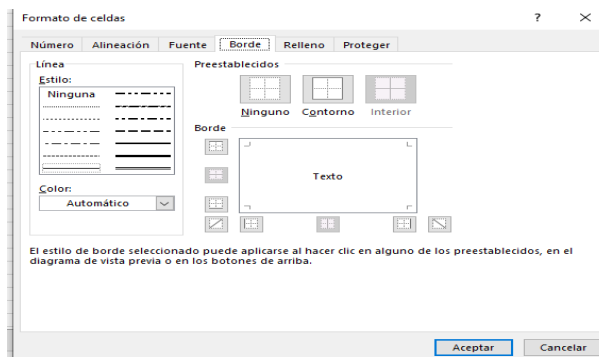 Formato de celdas ? ×
Número Alineación Fuente Borde Relleno Proteger
Línea
Estilo:
Ninguna
Color:
Automático
Preestablecidos
Ninguno Contorno Interior
Borde
Texto
El estilo de borde seleccionado puede aplicarse al hacer clic en alguno de los preestablecidos, en el
diagrama de vista previa o en los botones de arriba.
Aceptar Cancelar